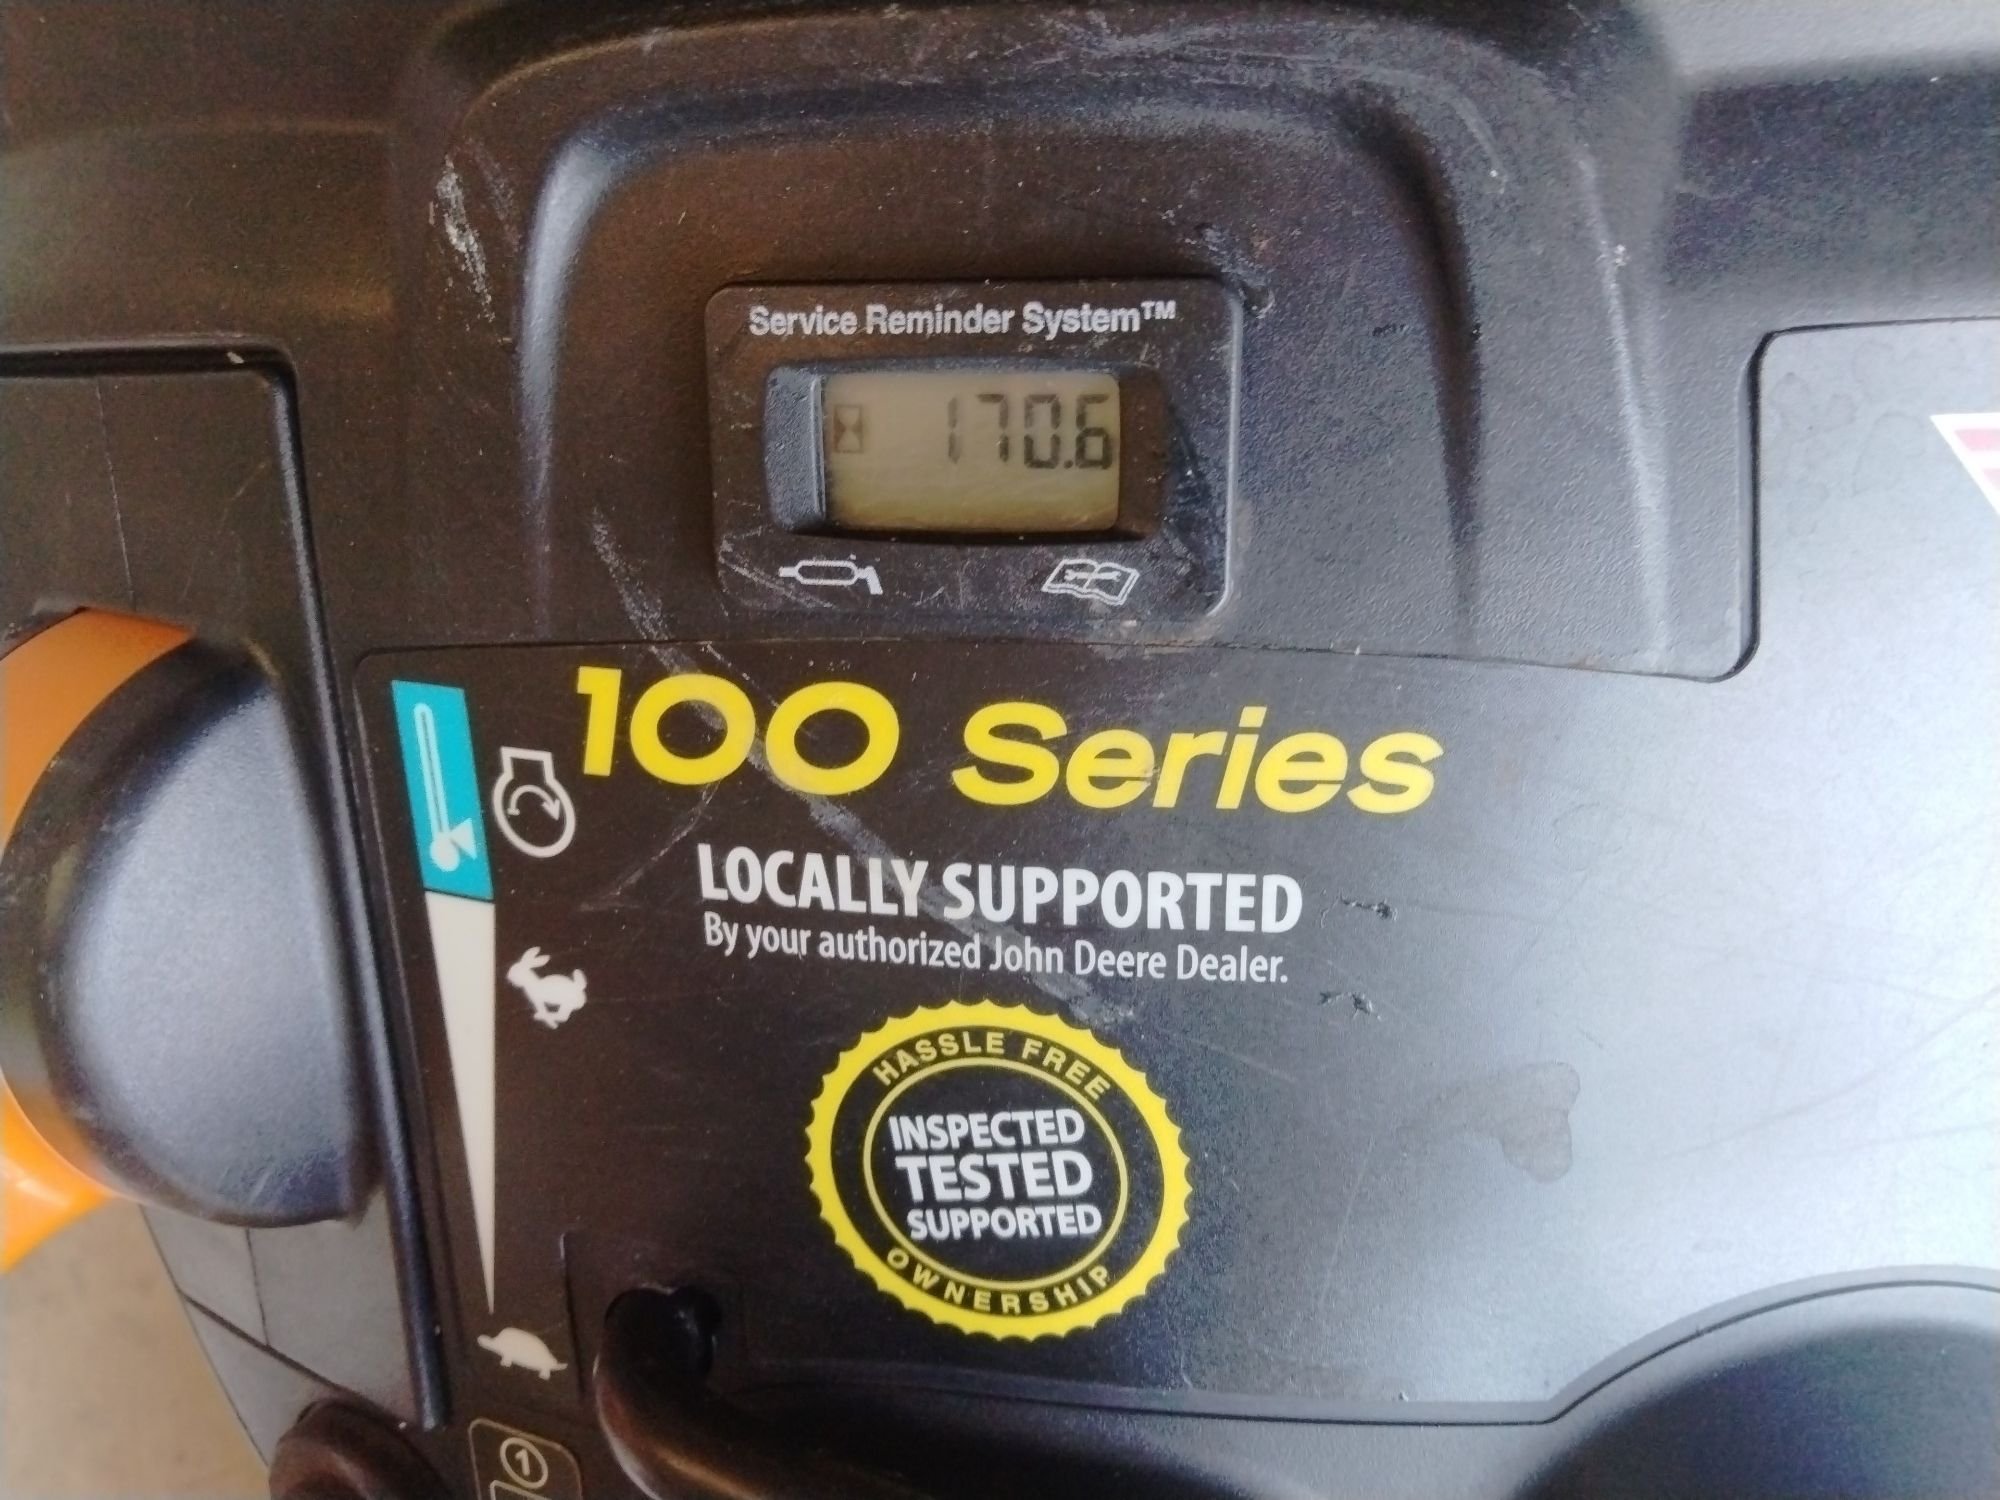 Service Reminder System™
170.6
100 Series
LOCALLY SUPPORTED
By your authorized John Deere Dealer.
HASSLE FREE
INSPECTED
TESTED
SUPPORTED
OWNERSHIP
1